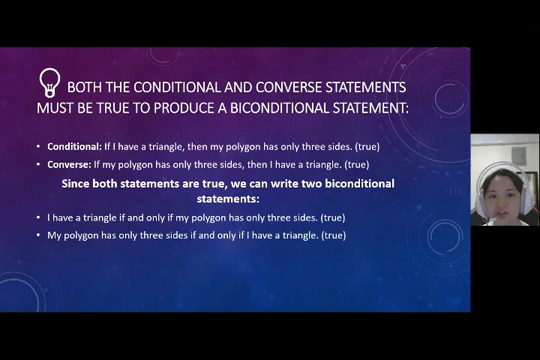 BOTH THE CONDITIONAL AND CONVERSE STATEMENTS
MUST BE TRUE TO PRODUCE A BICONDITIONAL STATEMENT:
• Conditional: If I have a triangle, then my polygon has only three sides. (true)
• Converse: If my polygon has only three sides, then I have a triangle. (true)
Since both statements are true, we can write two biconditional
statements:
• I have a triangle if and only if my polygon has only three sides. (true)
• My polygon has only three sides if and only if I have a triangle. (true)